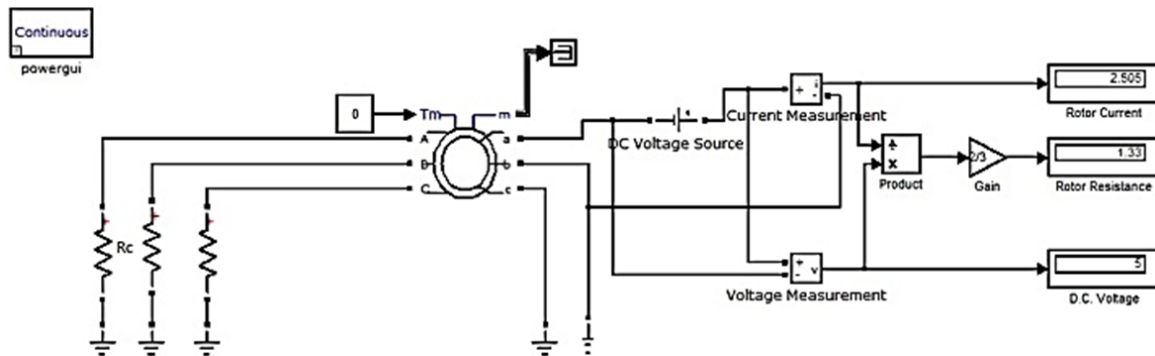 Continuous
powergui
0
Tm
m
A
a
B
b
C
c
Rc
DC Voltage Source
+
i
-
Current Measurement
2.505
Rotor Current
÷
×
Product
2/3
Gain
1.33
Rotor Resistance
+
-
v
Voltage Measurement
5
D.C. Voltage